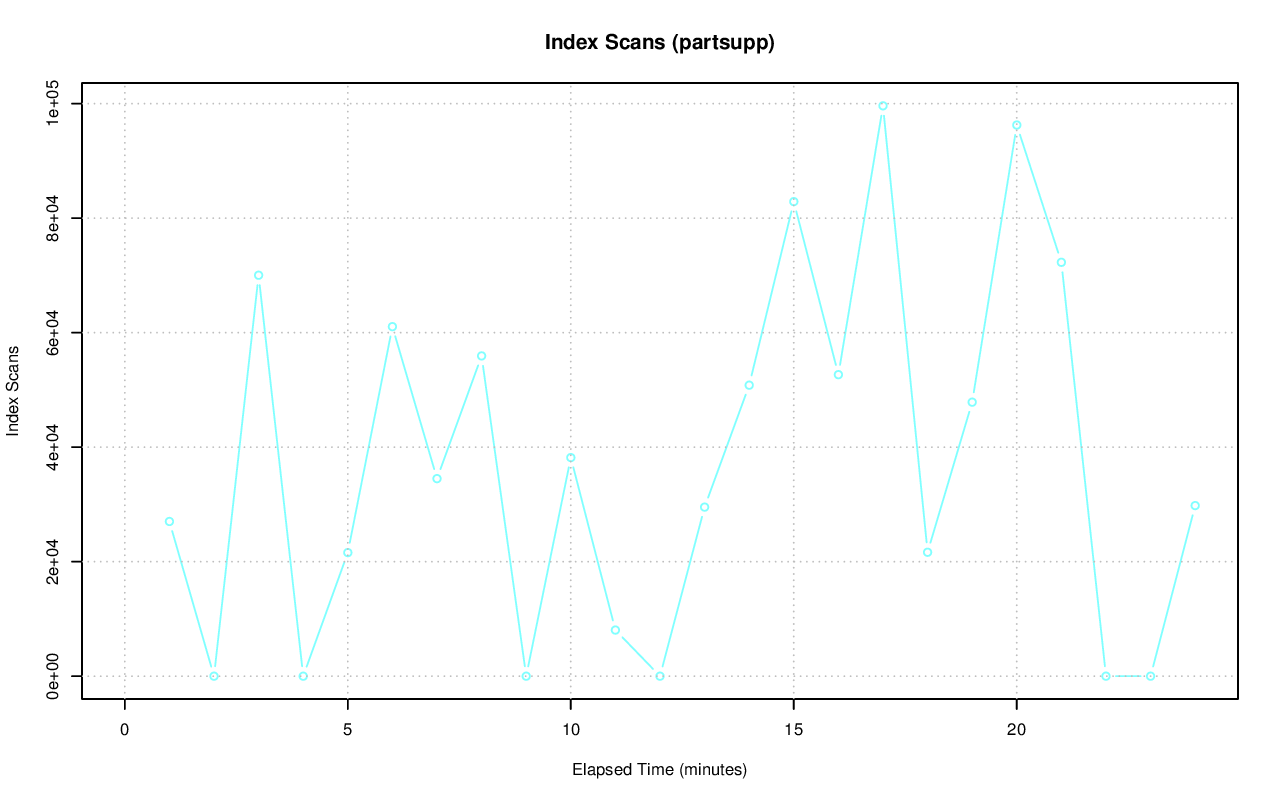 Index Scans (partsupp)
Index Scans
1e+05
8e+04
6e+04
4e+04
2e+04
0e+00
0 5 10 15 20
Elapsed Time (minutes)